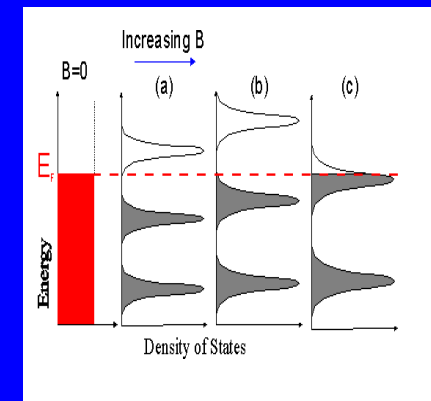 Increasing B
B=0
(a)
(b)
(c)
EF
Energy
Density of States